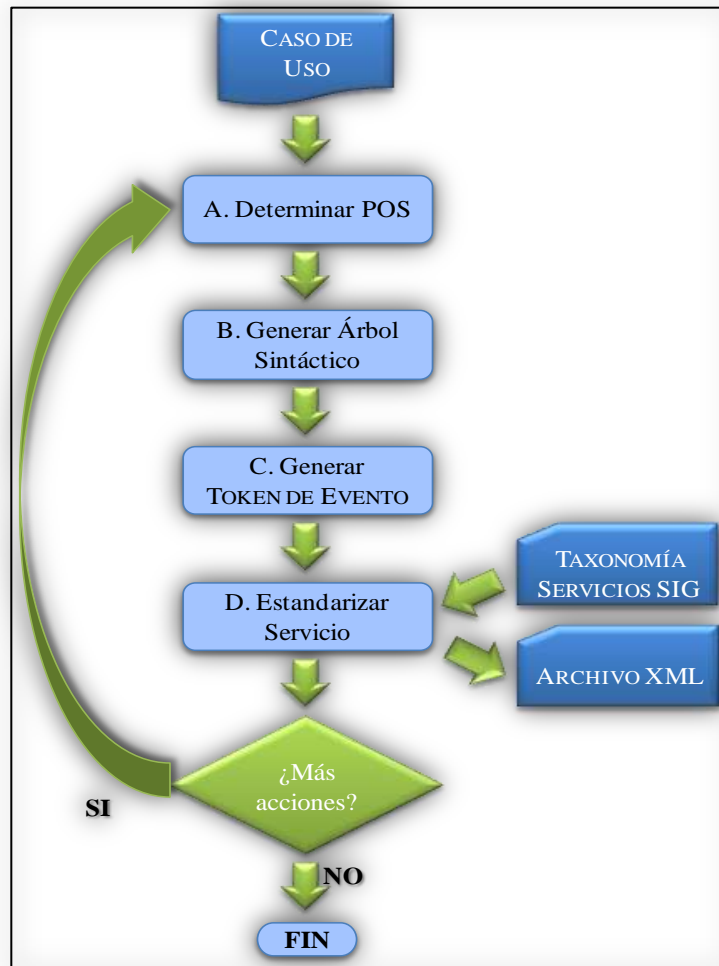 CASO DE
USO
A. Determinar POS
B. Generar Árbol
Sintáctico
C. Generar
TOKEN DE EVENTO
TAXONOMÍA
SERVICIOS SIG
D. Estandarizar
Servicio
ARCHIVO XML
¿Más
acciones?
SI
NO
FIN